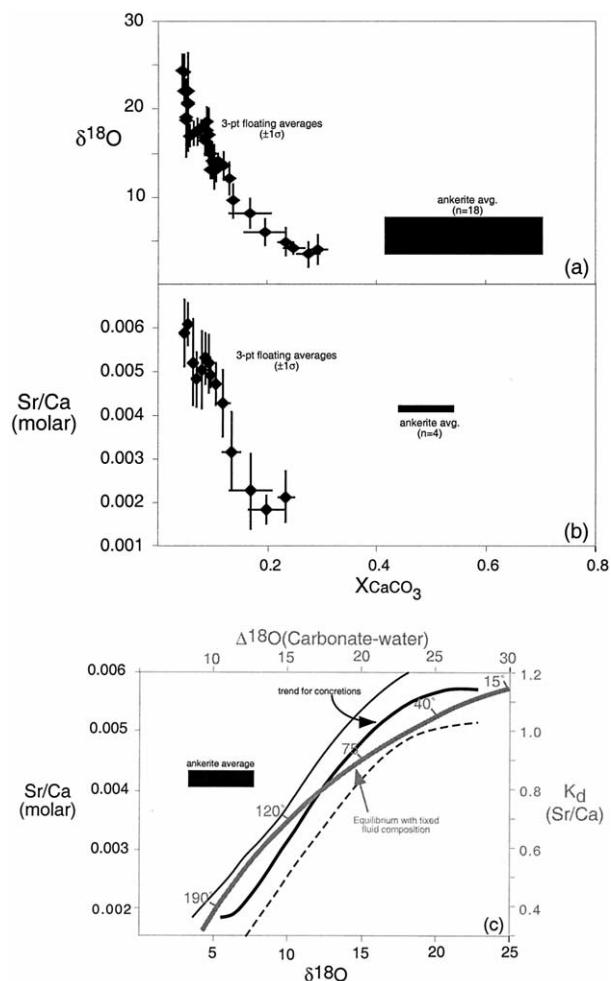 30
20
10
δ18O
3-pt floating averages
(±1σ)
ankerite avg.
(n=18)
(a)
0.006
0.005
0.004
0.003
0.002
0.001
Sr/Ca
(molar)
3-pt floating averages
(±1σ)
ankerite avg.
(n=4)
(b)
0.2 0.4 0.6 0.8
XCaCO3
Δ18O(Carbonate-water)
10 15 20 25 30
0.006
0.005
0.004
0.003
0.002
Sr/Ca
(molar)
trend for concretions
ankerite average
15°
40°
75°
120°
190°
Equilibrium with fixed
fluid composition
1.2
1.0
0.8
0.6
0.4
Kd
(Sr/Ca)
(c)
5 10 15 20 25
δ18O